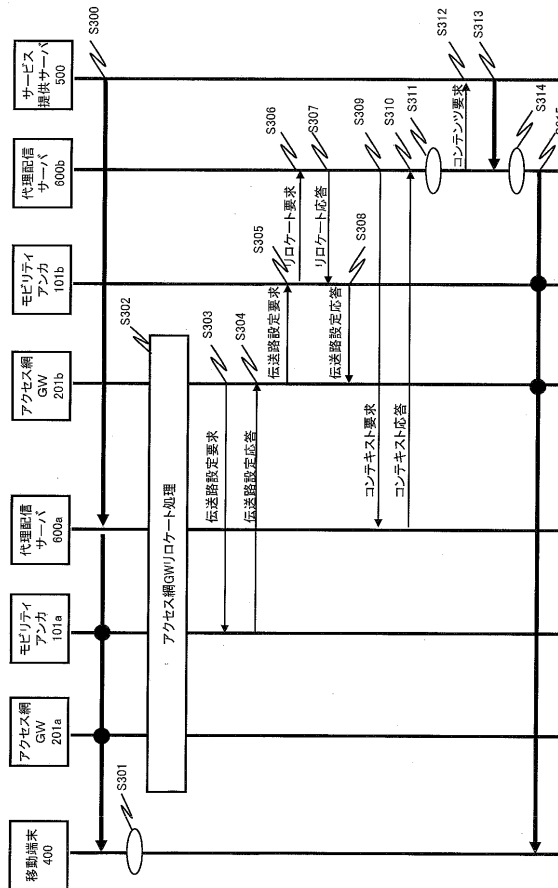 移動端末
400
アクセス網
GW
201a
モビリティ
アンカ
101a
代理配信
サーバ
600a
アクセス網
GW
201b
モビリティ
アンカ
101b
代理配信
サーバ
600b
サービス
提供サーバ
500
S300
S301
S302
アクセス網GWリロケート処理
S303
伝送路設定要求
S304
伝送路設定応答
S305
伝送路設定要求
S306
リロケート要求
S307
リロケート応答
S308
伝送路設定応答
S309
コンテキスト要求
S310
コンテキスト応答
S311
S312
コンテンツ要求
S313
S314
S315